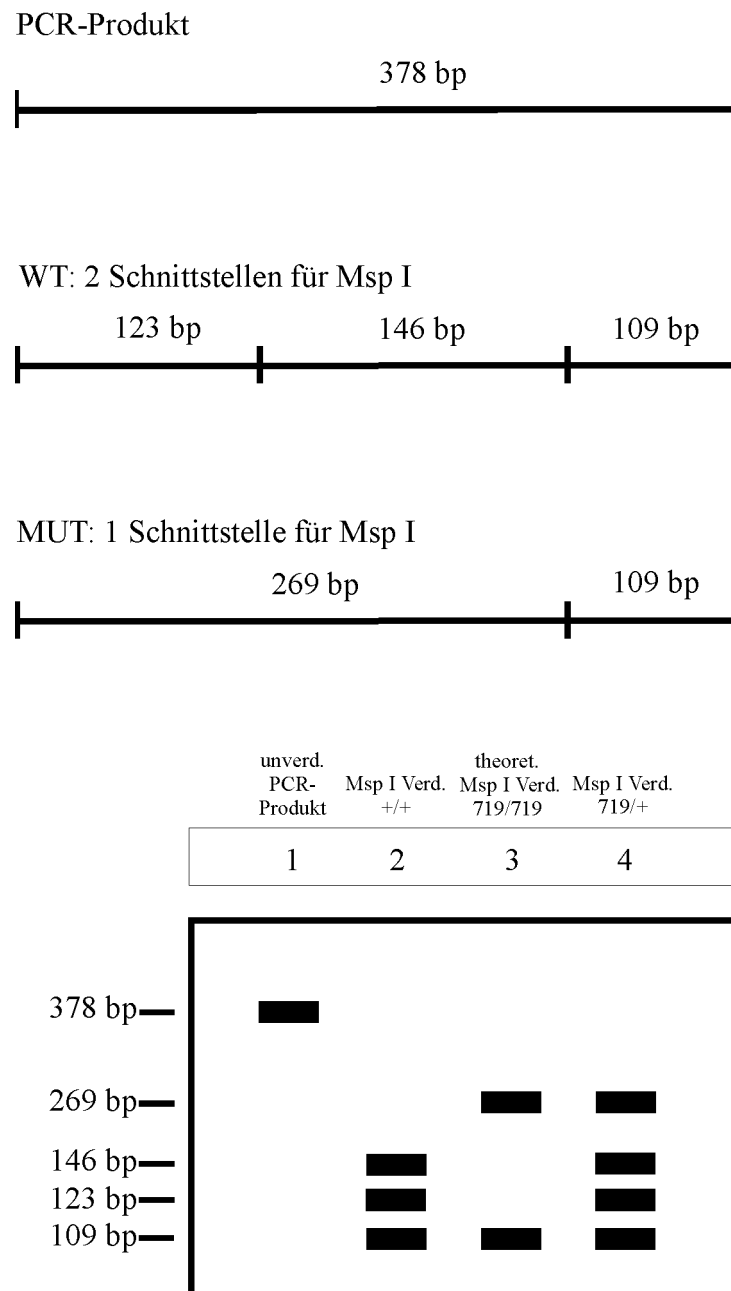 PCR-Produkt
378 bp
WT: 2 Schnittstellen für Msp I
123 bp 146 bp 109 bp
MUT: 1 Schnittstelle für Msp I
269 bp 109 bp
unverd.
PCR-
Produkt
Msp I Verd.
+/+
theoret.
Msp I Verd.
719/719
Msp I Verd.
719/+
1 2 3 4
378 bp
269 bp
146 bp
123 bp
109 bp